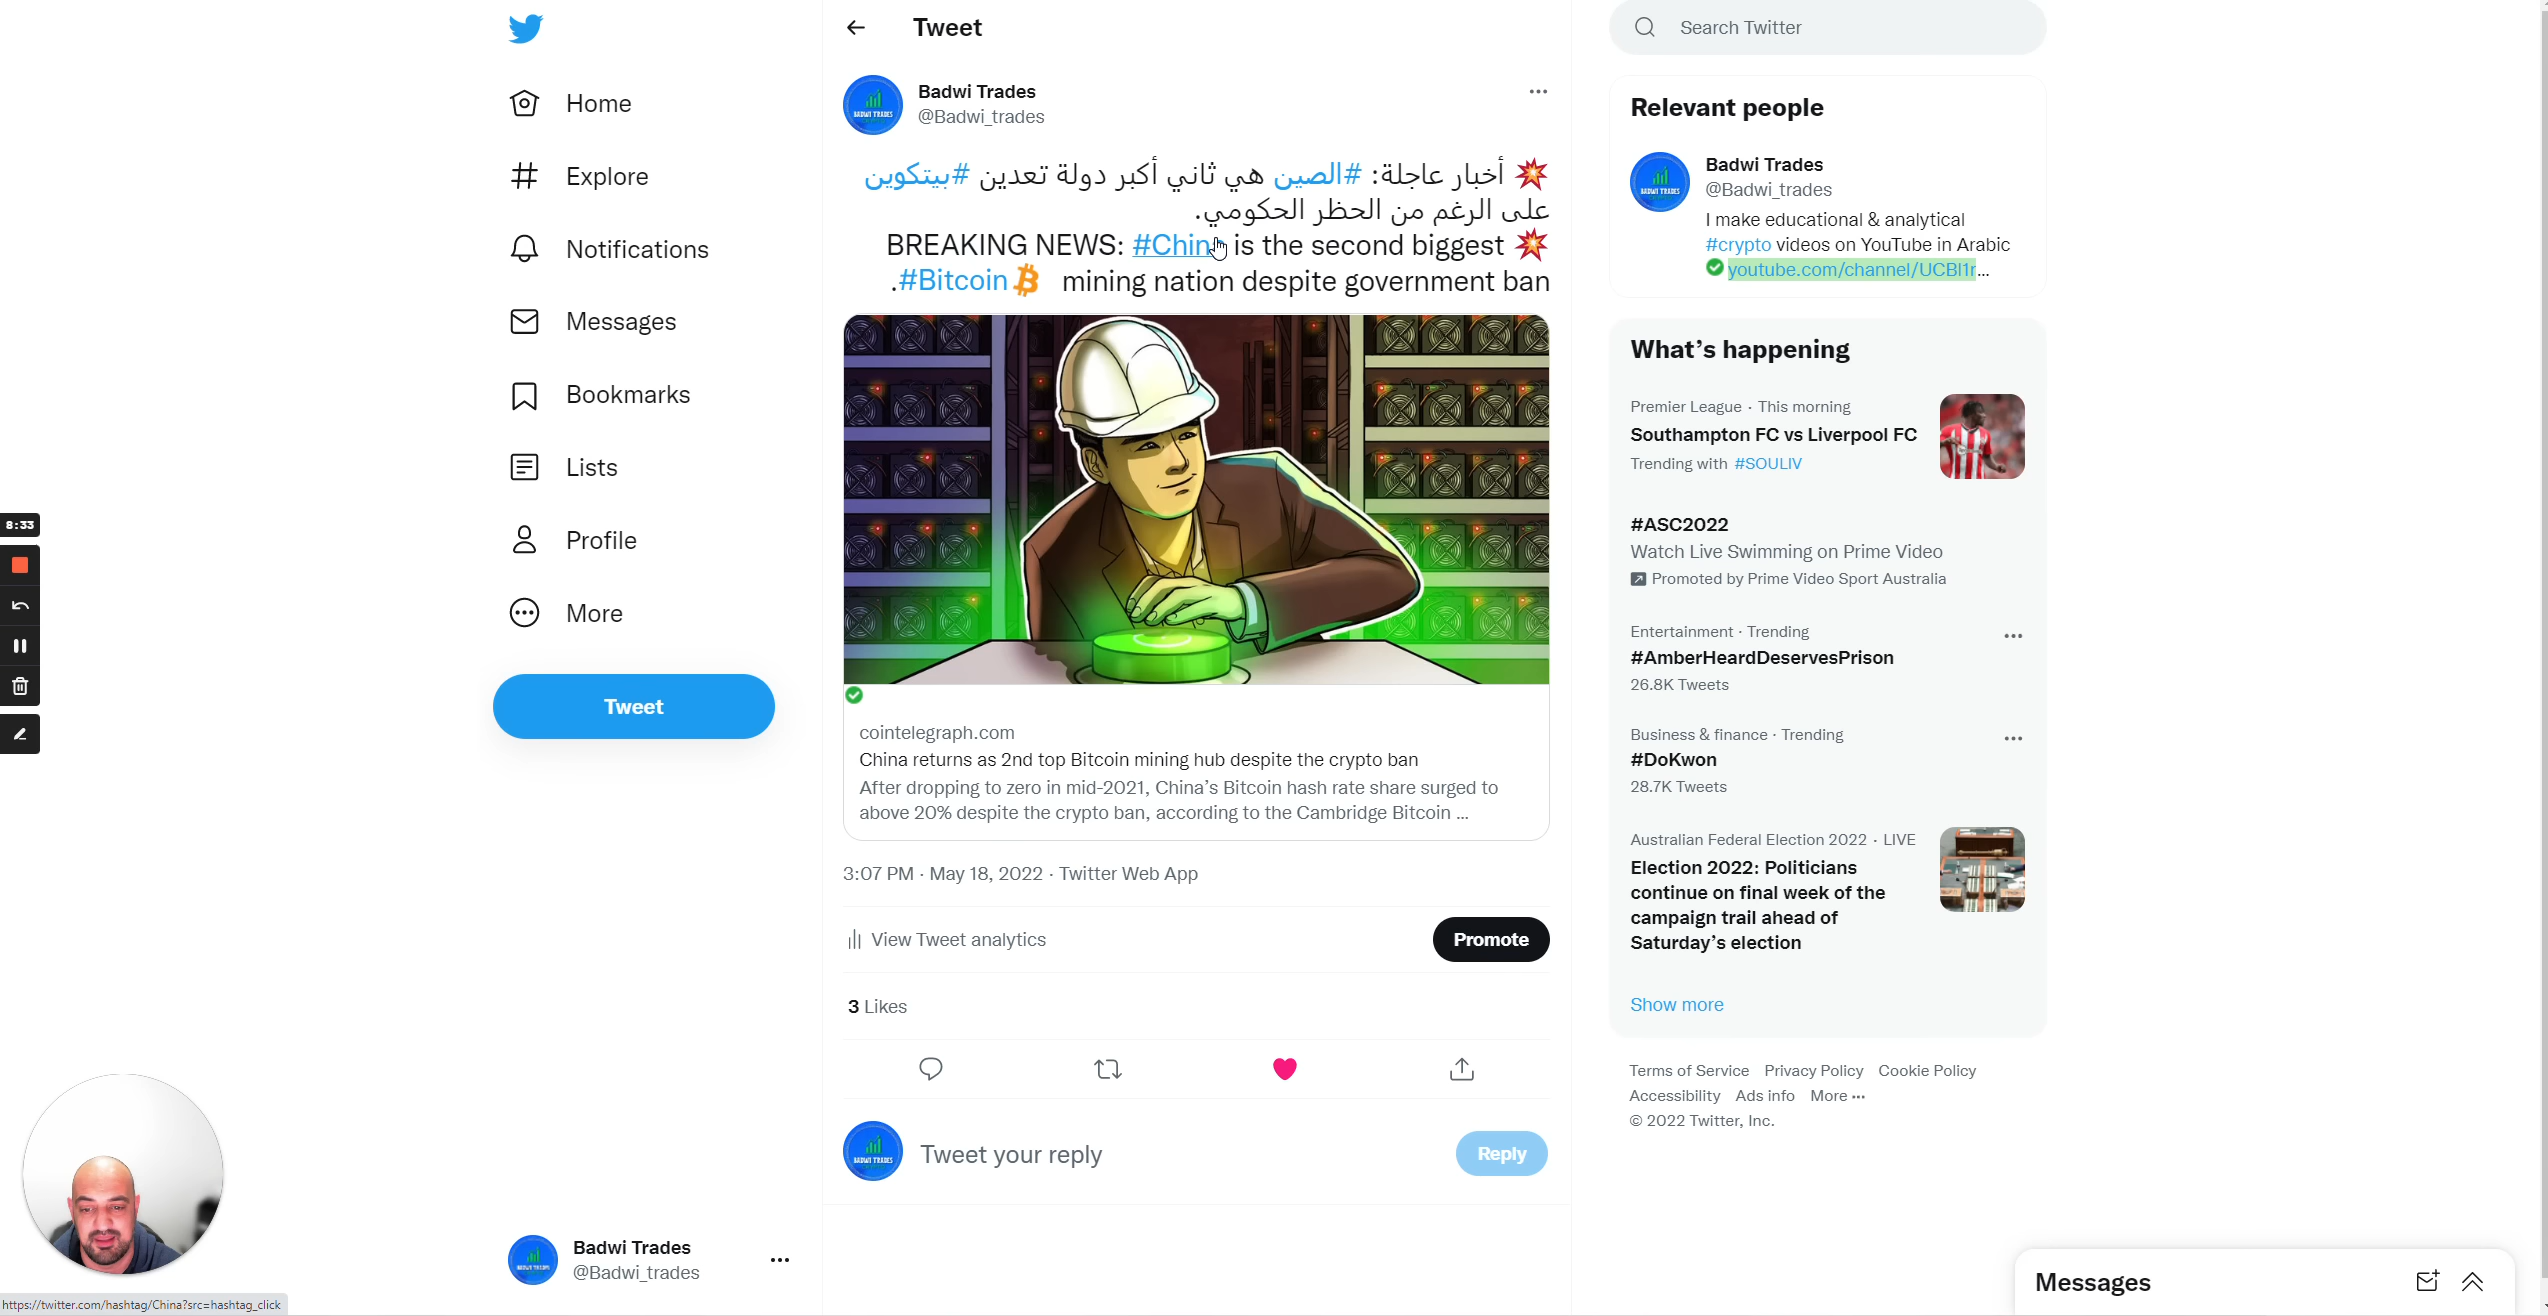 Home
Explore
Notifications
Messages
Bookmarks
Lists
Profile
More
Tweet
Badwi Trades
@Badwi_trades
8:33
Tweet
Badwi Trades
@Badwi_trades
💥 أخبار عاجلة: #الصين هي ثاني أكبر دولة تعدين #بيتكوين
على الرغم من الحظر الحكومي.
BREAKING NEWS: #China is the second biggest 💥
.#Bitcoin mining nation despite government ban
cointelegraph.com
China returns as 2nd top Bitcoin mining hub despite the crypto ban
After dropping to zero in mid-2021, China’s Bitcoin hash rate share surged to
above 20% despite the crypto ban, according to the Cambridge Bitcoin ...
3:07 PM · May 18, 2022 · Twitter Web App
View Tweet analytics
Promote
3 Likes
BADWI TRADES
Tweet your reply
Reply
Search Twitter
Relevant people
BADWI TRADES
Badwi Trades
@Badwi_trades
I make educational & analytical
#crypto videos on YouTube in Arabic
youtube.com/channel/UCBl1r...
What’s happening
Premier League · This morning
Southampton FC vs Liverpool FC
Trending with #SOULIV
#ASC2022
Watch Live Swimming on Prime Video
Promoted by Prime Video Sport Australia
Entertainment · Trending
#AmberHeardDeservesPrison
26.8K Tweets
Business & finance · Trending
#DoKwon
28.7K Tweets
Australian Federal Election 2022 · LIVE
Election 2022: Politicians
continue on final week of the
campaign trail ahead of
Saturday’s election
Show more
Terms of Service Privacy Policy Cookie Policy
Accessibility Ads info More ...
© 2022 Twitter, Inc.
Messages
https://twitter.com/hashtag/China?src=hashtag_click